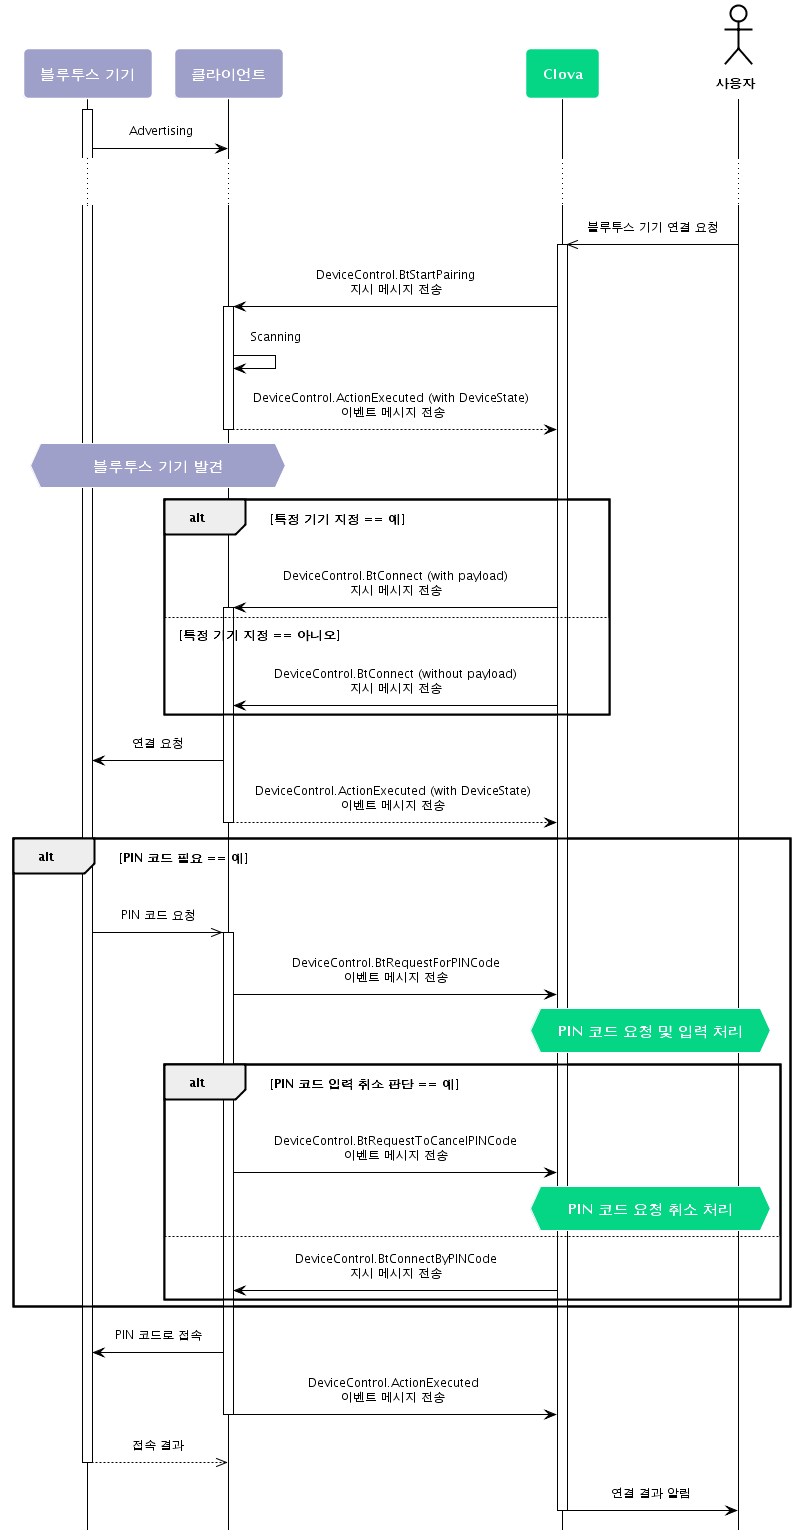 블루투스 기기
클라이언트
Clova
사용자
Advertising
블루투스 기기 연결 요청
DeviceControl.BtStartPairing
지시 메시지 전송
Scanning
DeviceControl.ActionExecuted (with DeviceState)
이벤트 메시지 전송
블루투스 기기 발견
alt
[특정 기기 지정 == 예]
DeviceControl.BtConnect (with payload)
지시 메시지 전송
[특정 기기 지정 == 아니오]
DeviceControl.BtConnect (without payload)
지시 메시지 전송
연결 요청
DeviceControl.ActionExecuted (with DeviceState)
이벤트 메시지 전송
alt
[PIN 코드 필요 == 예]
PIN 코드 요청
DeviceControl.BtRequestForPINCode
이벤트 메시지 전송
PIN 코드 요청 및 입력 처리
alt
[PIN 코드 입력 취소 판단 == 예]
DeviceControl.BtRequestToCancelPINCode
이벤트 메시지 전송
PIN 코드 요청 취소 처리
DeviceControl.BtConnectByPINCode
지시 메시지 전송
PIN 코드로 접속
DeviceControl.ActionExecuted
이벤트 메시지 전송
접속 결과
연결 결과 알림